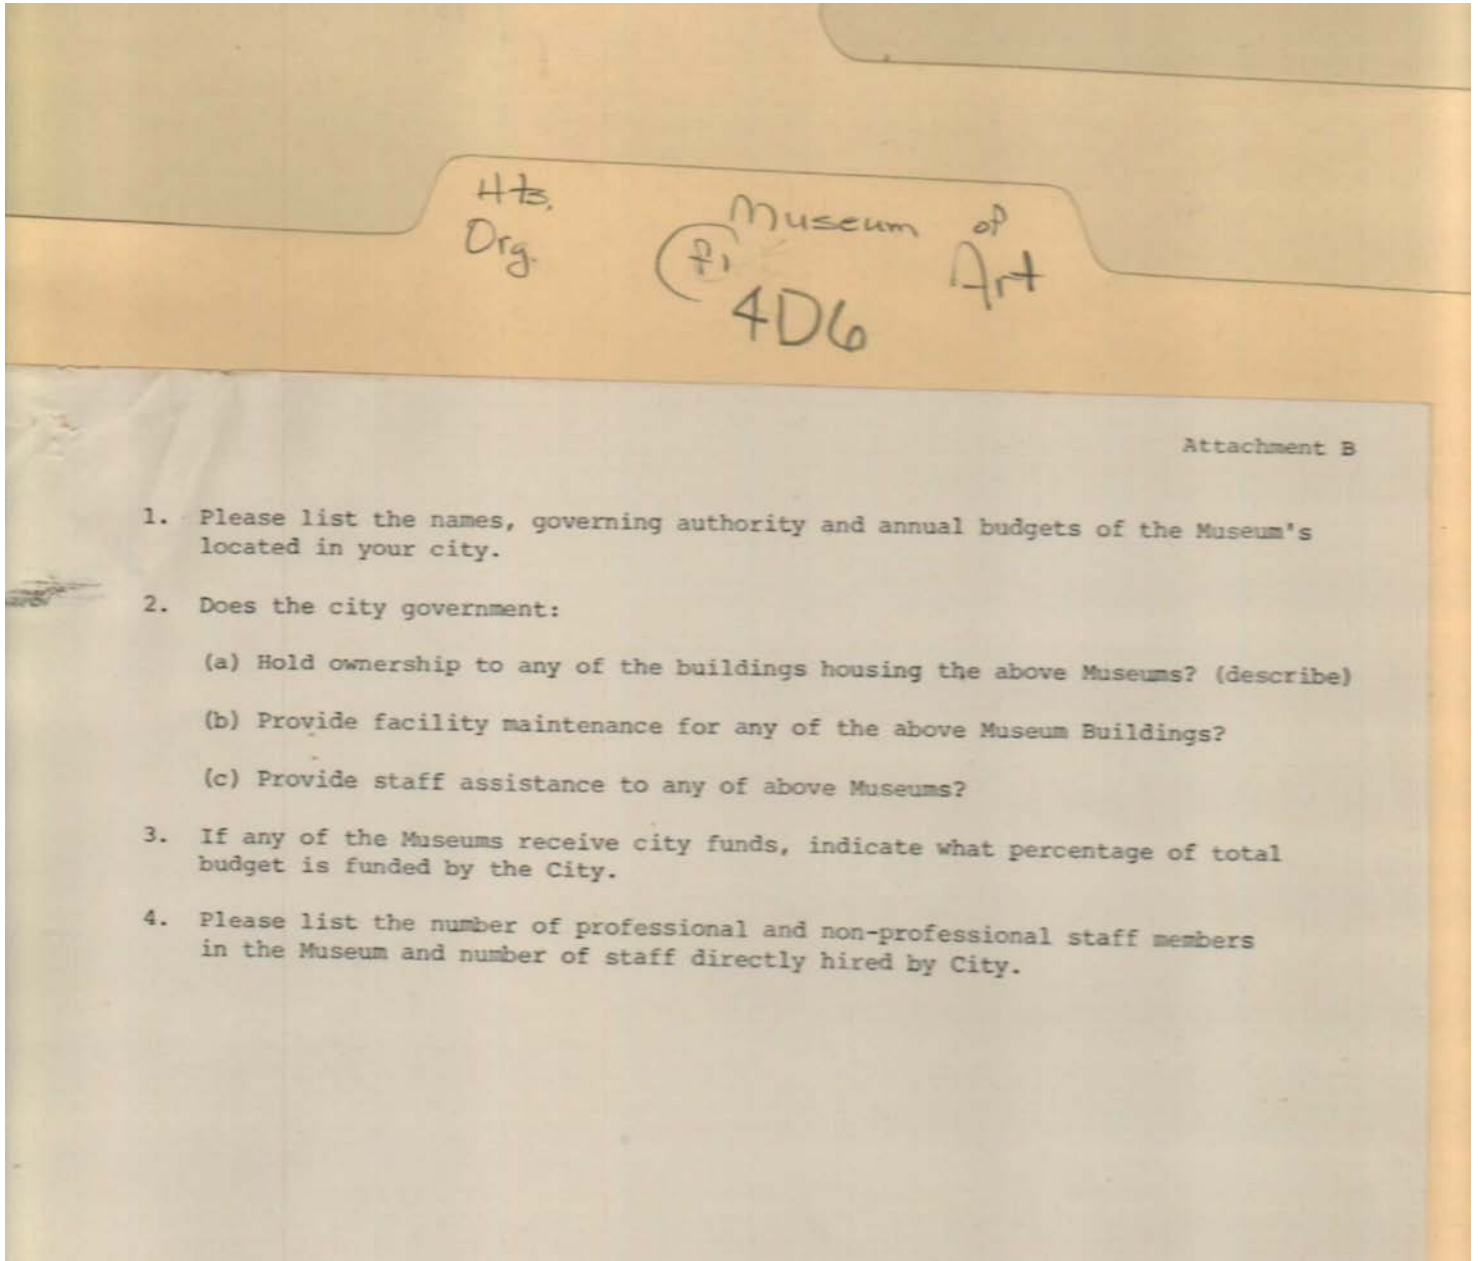 Hts.
Org.
Museum of
Art
4D6
Attachment B
1. Please list the names, governing authority and annual budgets of the Museum's
located in your city.
2. Does the city government:
(a) Hold ownership to any of the buildings housing the above Museums? (describe)
(b) Provide facility maintenance for any of the above Museum Buildings?
(c) Provide staff assistance to any of above Museums?
3. If any of the Museums receive city funds, indicate what percentage of total
budget is funded by the City.
4. Please list the number of professional and non-professional staff members
in the Museum and number of staff directly hired by City.